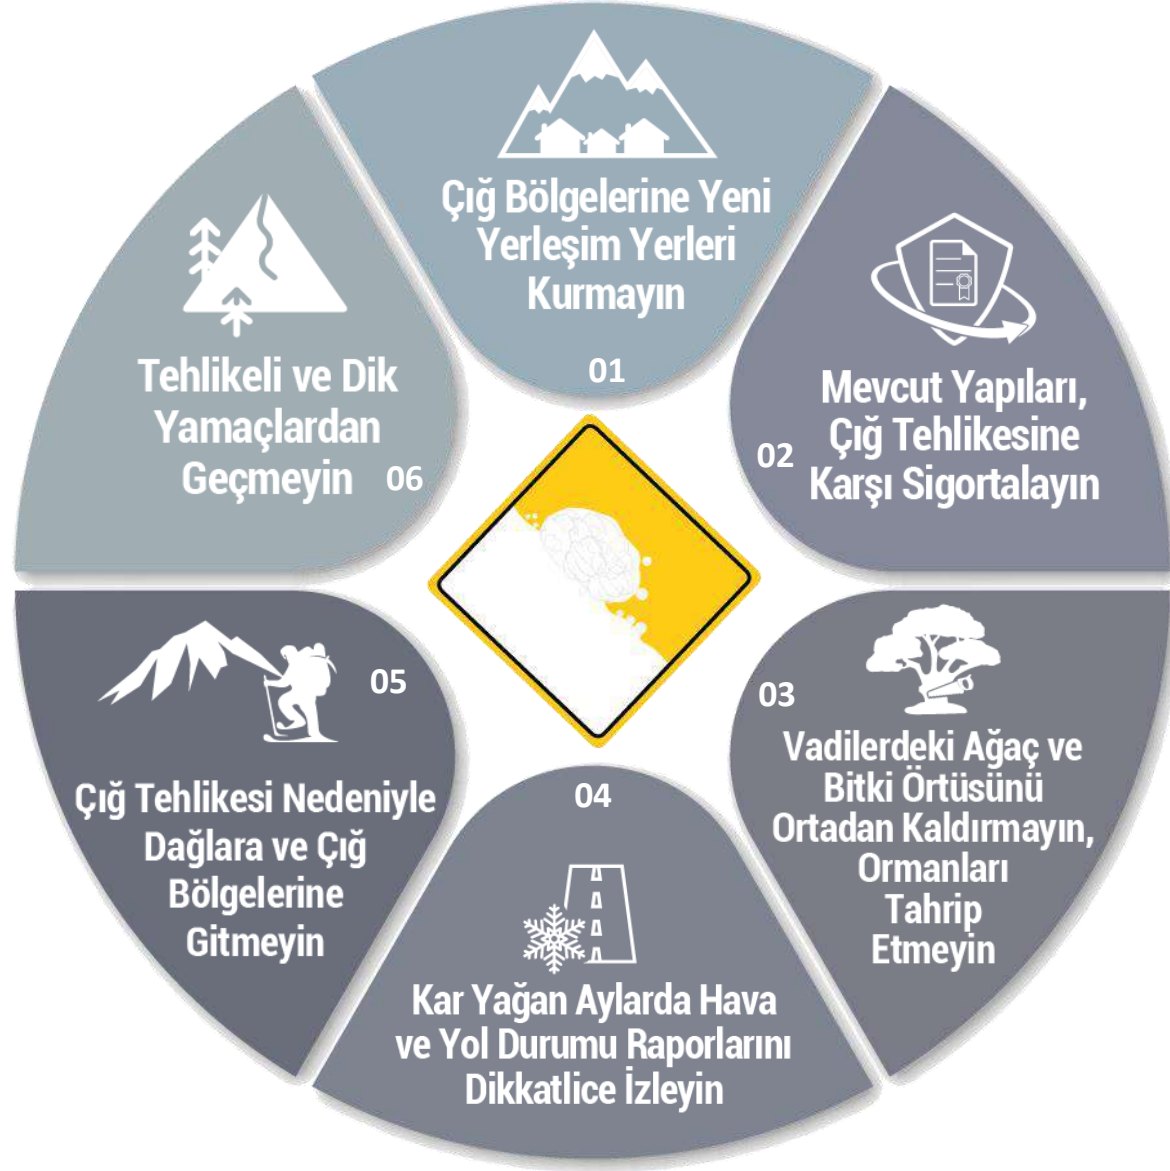 Çığ Bölgelerine Yeni
Yerleşim Yerleri
Kurmayın
01
Mevcut Yapıları,
Çığ Tehlikesine
Karşı Sigortalayın
02
03
Vadilerdeki Ağaç ve
Bitki Örtüsünü
Ortadan Kaldırmayın,
Ormanları
Tahrip
Etmeyin
04
Kar Yağan Aylarda Hava
ve Yol Durumu Raporlarını
Dikkatlice İzleyin
05
Çığ Tehlikesi Nedeniyle
Dağlara ve Çığ
Bölgelerine
Gitmeyin
Tehlikeli ve Dik
Yamaçlardan
Geçmeyin
06